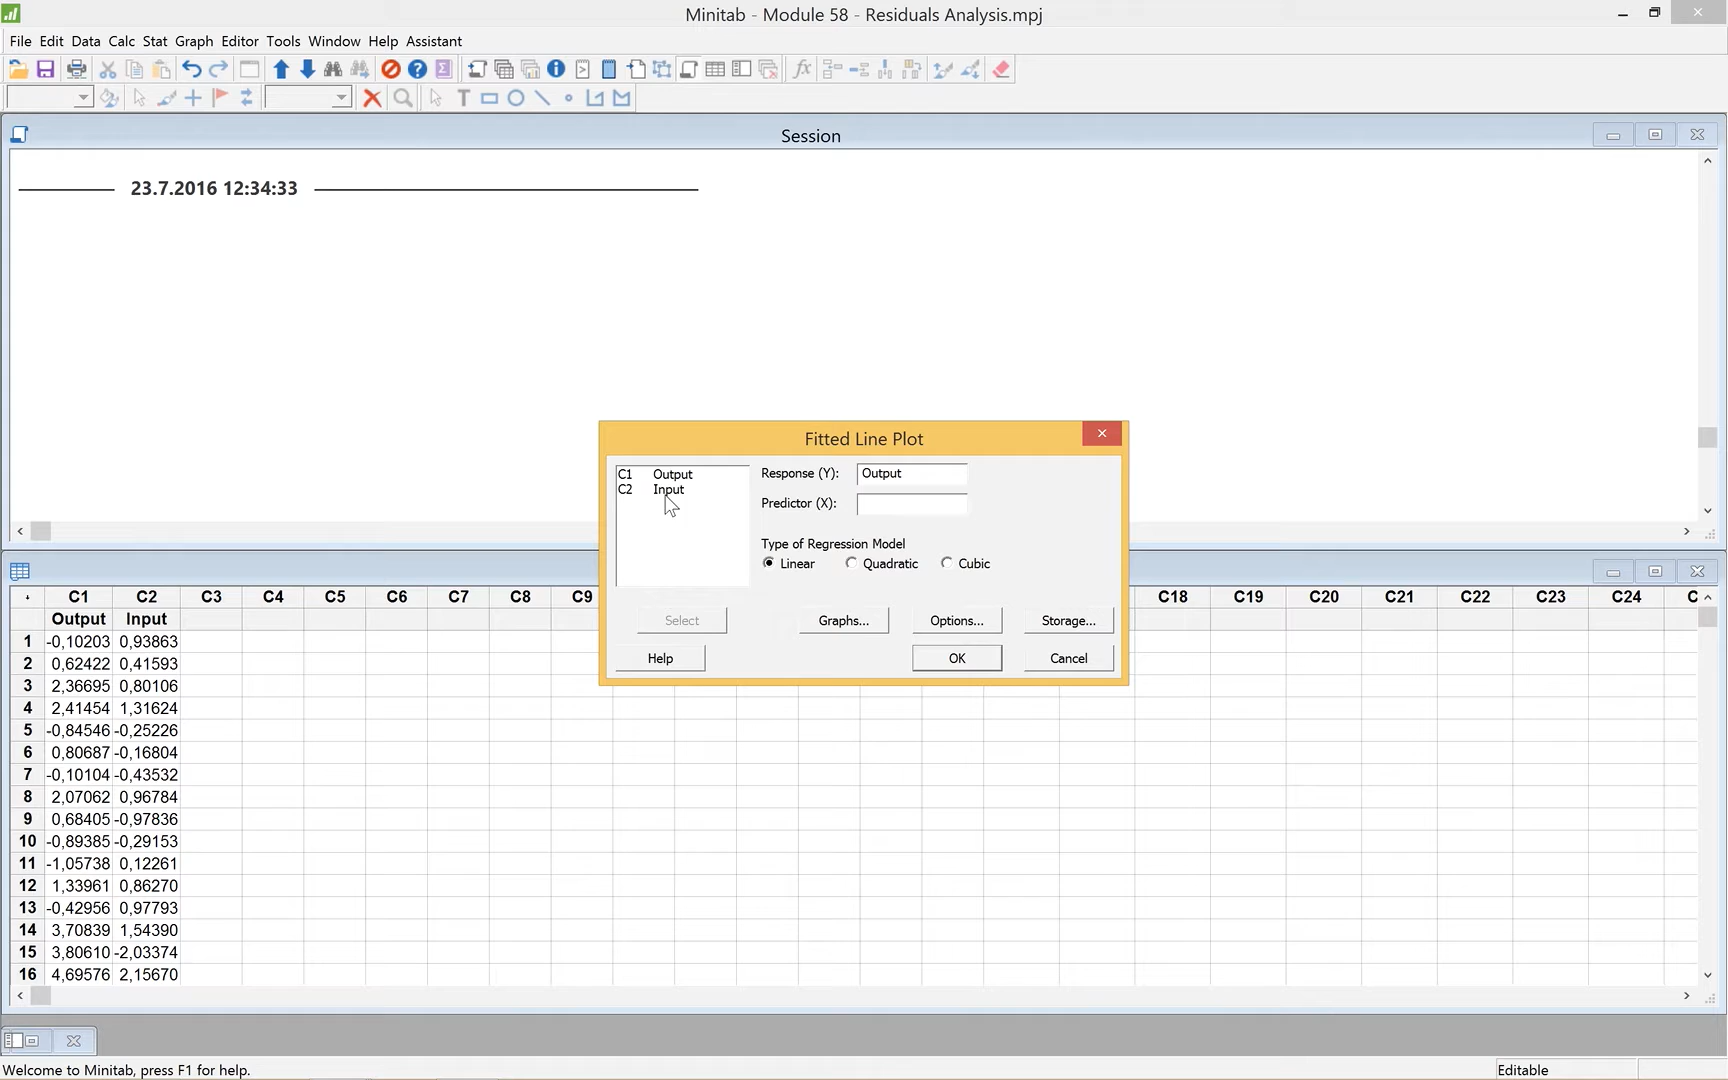 Minitab - Module 58 - Residuals Analysis.mpj
File Edit Data Calc Stat Graph Editor Tools Window Help Assistant
Session
23.7.2016 12:34:33
Fitted Line Plot
C1 Output
C2 Input
Response (Y): Output
Predictor (X):
Type of Regression Model
Linear Quadratic Cubic
Select Graphs... Options... Storage...
Help OK Cancel
C1 C2 C3 C4 C5 C6 C7 C8 C9 C18 C19 C20 C21 C22 C23 C24 C
Output Input
1 -0,10203 0,93863
2 0,62422 0,41593
3 2,36695 0,80106
4 2,41454 1,31624
5 -0,84546 -0,25226
6 0,80687 -0,16804
7 -0,10104 -0,43532
8 2,07062 0,96784
9 0,68405 -0,97836
10 -0,89385 -0,29153
11 -1,05738 0,12261
12 1,33961 0,86270
13 -0,42956 0,97793
14 3,70839 1,54390
15 3,80610 -2,03374
16 4,69576 2,15670
Welcome to Minitab, press F1 for help.
Editable